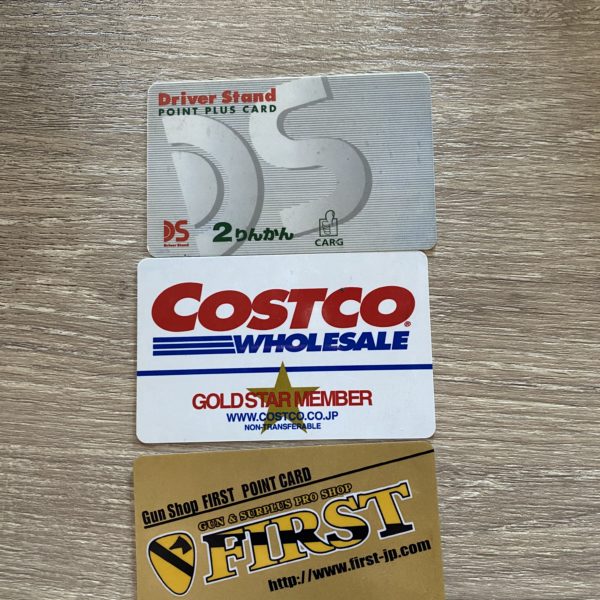 Driver Stand
POINT PLUS CARD
DS
DS
Driver Stand
2りんかん
CARG
COSTCO®
WHOLESALE
GOLD STAR MEMBER
WWW.COSTCO.CO.JP
NON-TRANSFERABLE
Gun Shop FIRST POINT CARD
GUN & SURPLUS PRO SHOP
FIRST
http://www.first-jp.com